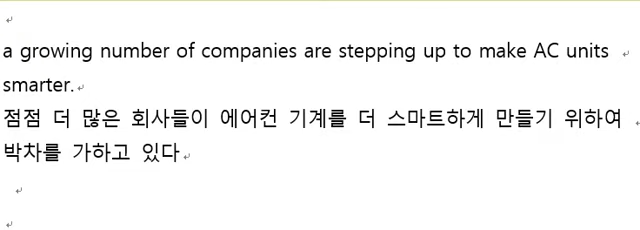 a growing number of companies are stepping up to make AC units
smarter.
점점 더 많은 회사들이 에어컨 기계를 더 스마트하게 만들기 위하여
박차를 가하고 있다